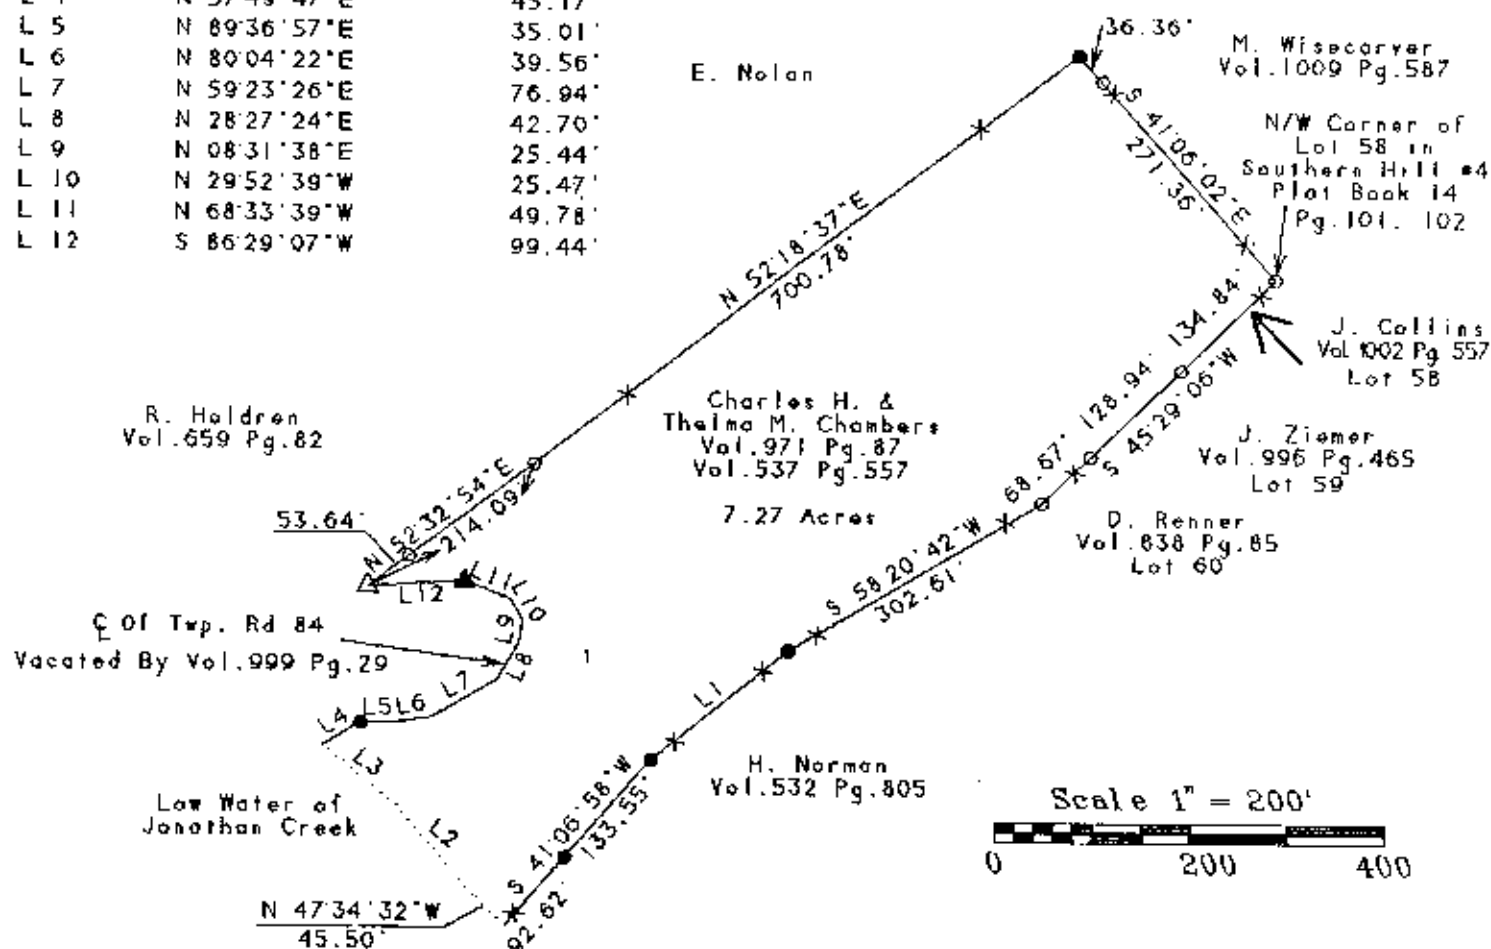 L 5 N 89°36'57"E 35.01'
L 6 N 80°04'22"E 39.56'
L 7 N 59°23'26"E 76.94'
L 8 N 28°27'24"E 42.70'
L 9 N 08°31'38"E 25.44'
L 10 N 29°52'39"W 25.47'
L 11 N 68°33'39"W 49.78'
L 12 S 86°29'07"W 99.44'
E. Nolan
36.36'
M. Wisecarver
Vol.1009 Pg.587
S 41°06'02"E
271.36'
N/W Corner of
Lot 58 in
Southern Hill #4
Plat Book 14
Pg.101, 102
N 52°18'37"E
700.78'
134.84'
J. Collins
Vol.1002 Pg.557
Lot 58
128.94'
S 45°29'06"W
R. Holdren
Vol.659 Pg.82
Charles H. &
Thelma M. Chambers
Vol.971 Pg.87
Vol.537 Pg.557
7.27 Acres
J. Ziemer
Vol.996 Pg.465
Lot 59
68.67'
N 52°32'54"E
214.09'
53.64'
D. Renner
Vol.838 Pg.85
Lot 60
S 58°20'42"W
302.61'
L12
L11
L10
L9
L8
L7
℄ Of Twp. Rd 84
Vacated By Vol.999 Pg.29
1
L4
L5
L6
L3
L1
L2
H. Norman
Vol.532 Pg.805
Low Water of
Jonathan Creek
S 41°06'58"W
133.55'
92.62'
N 47°34'32"W
45.50'
Scale 1" = 200'
0 200 400